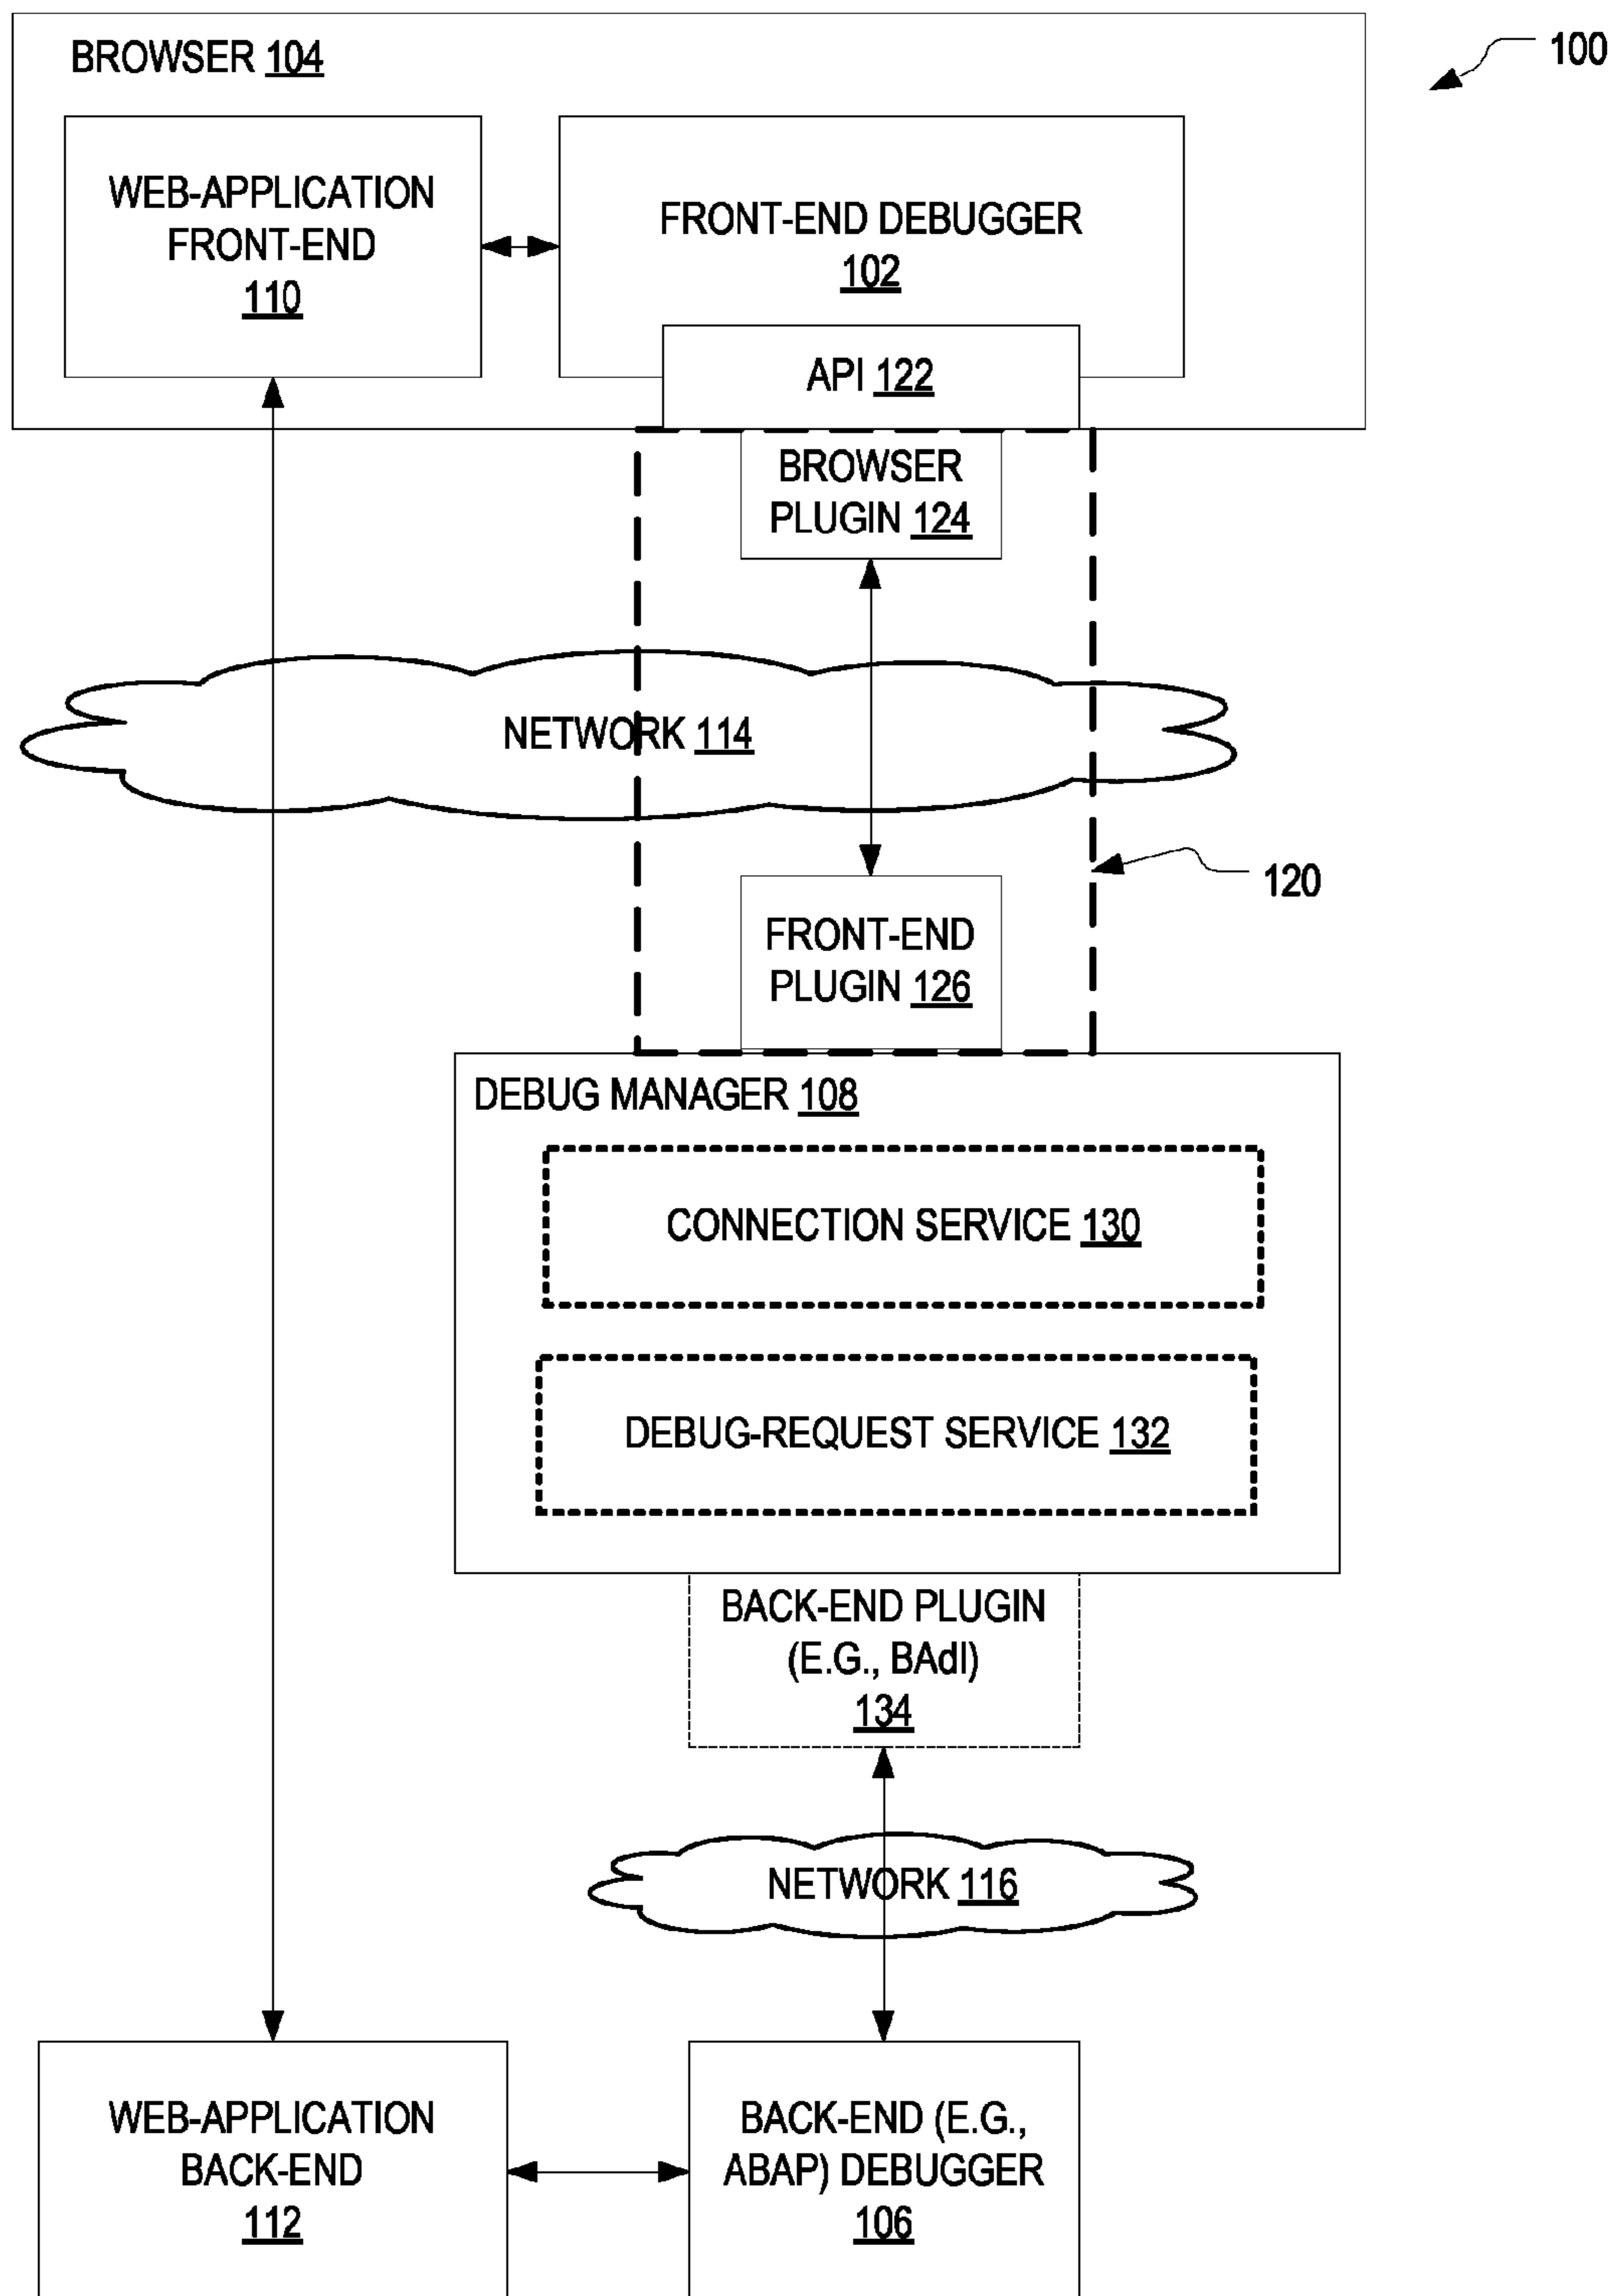 BROWSER 104
100
WEB-APPLICATION
FRONT-END
110
FRONT-END DEBUGGER
102
API 122
BROWSER
PLUGIN 124
NETWORK 114
120
FRONT-END
PLUGIN 126
DEBUG MANAGER 108
CONNECTION SERVICE 130
DEBUG-REQUEST SERVICE 132
BACK-END PLUGIN
(E.G., BAdI)
134
NETWORK 116
WEB-APPLICATION
BACK-END
112
BACK-END (E.G.,
ABAP) DEBUGGER
106